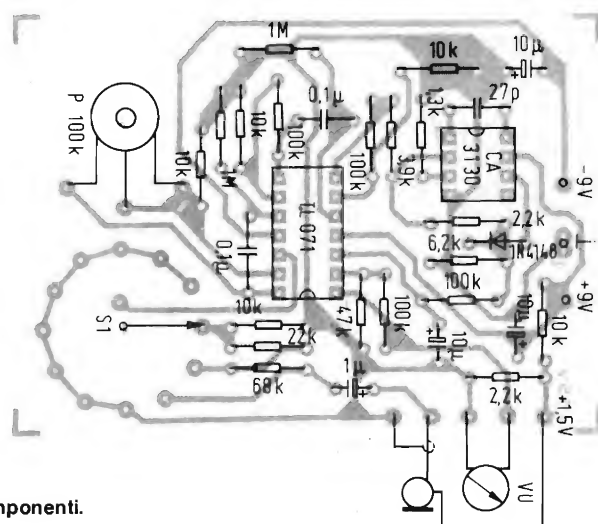 1M
10k
10µ
+
P 100k
0,1µ
1,3k
27p
10k
100k
10k
1M
100k
3,9k
CA
3130
-9V
TL 071
2,2k
6,2k
1N4148
0,1µ
100k
+9V
10k
S1
22k
68k
47k
100k
10µ
+
10µ
+
10k
1µ
+
2,2k
+1,5V
VU
mponenti.